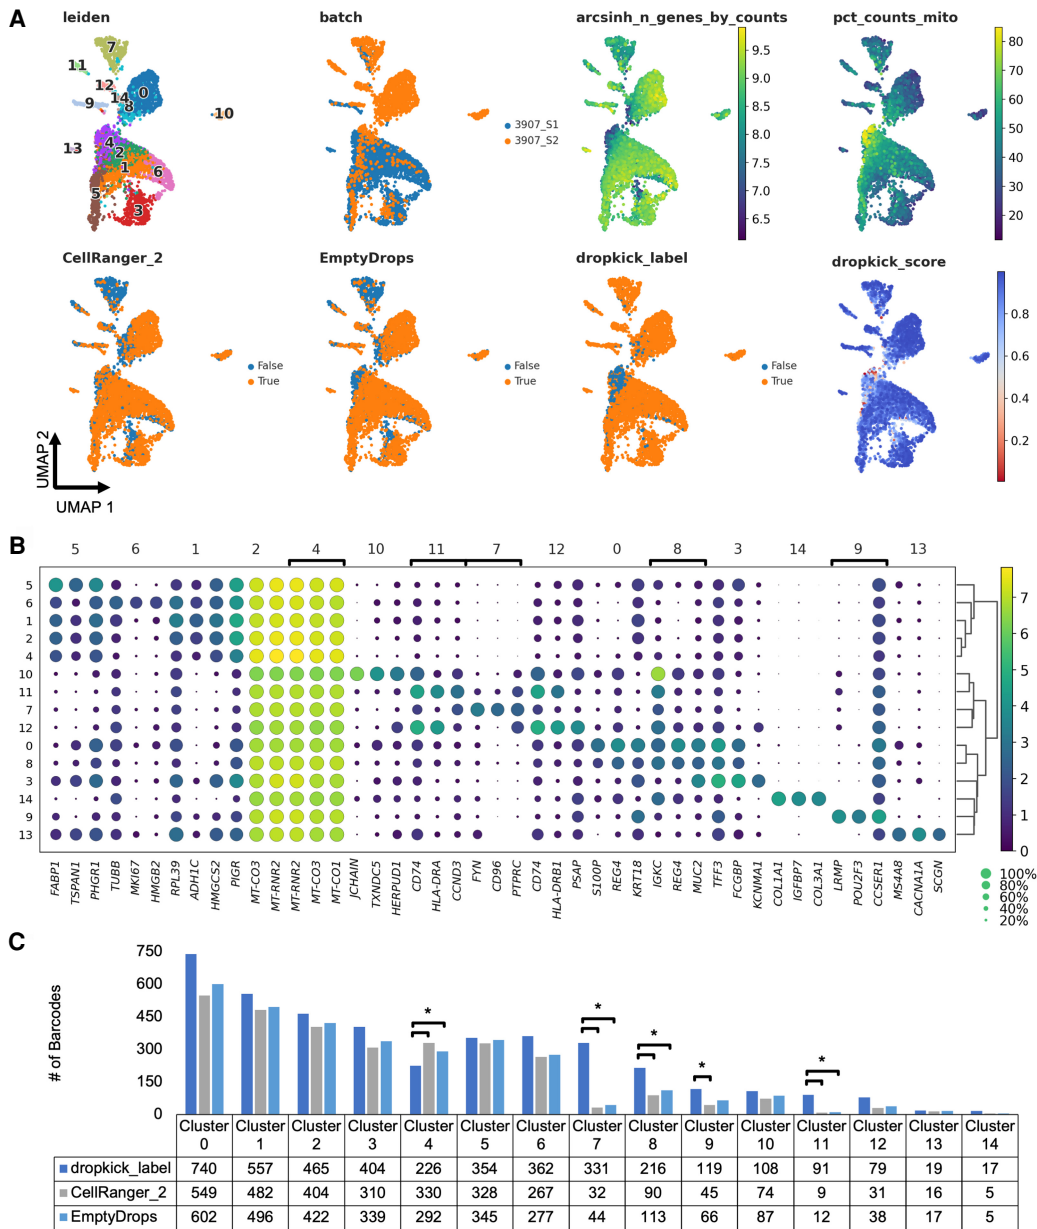 A
leiden
batch
arcsinh_n_genes_by_counts
pct_counts_mito
7
11
12
0
14
8
9
10
4
13
2
1
6
5
3
3907_S1
3907_S2
9.5
9.0
8.5
8.0
7.5
7.0
6.5
80
70
60
50
40
30
20
CellRanger_2
EmptyDrops
dropkick_label
dropkick_score
False
True
False
True
False
True
0.8
0.6
0.4
0.2
UMAP 2
UMAP 1
B
5 6 1 2 4 10 11 7 12 0 8 3 14 9 13
5
6
1
2
4
10
11
7
12
0
8
3
14
9
13
7
6
5
4
3
2
1
0
100%
80%
60%
40%
20%
FABP1 TSPAN1 PHGR1 TUBB MKI67 HMGB2 RPL39 ADH1C HMGCS2 PIGR MT-CO3 MT-RNR2 MT-RNR2 MT-CO3 MT-CO1 JCHAIN TXNDC5 HERPUD1 CD74 HLA-DRA CCND3 FYN CD96 PTPRC CD74 HLA-DRB1 PSAP S100P REG4 KRT18 IGKC REG4 MUC2 TFF3 FCGBP KCNMA1 COL1A1 IGFBP7 COL3A1 LRMP POU2F3 CCSER1 MS4A8 CACNA1A SCGN
C
# of Barcodes
750
600
450
300
150
0
* * * * *
Cluster 0 Cluster 1 Cluster 2 Cluster 3 Cluster 4 Cluster 5 Cluster 6 Cluster 7 Cluster 8 Cluster 9 Cluster 10 Cluster 11 Cluster 12 Cluster 13 Cluster 14
dropkick_label 740 557 465 404 226 354 362 331 216 119 108 91 79 19 17
CellRanger_2 549 482 404 310 330 328 267 32 90 45 74 9 31 16 5
EmptyDrops 602 496 422 339 292 345 277 44 113 66 87 12 38 17 5